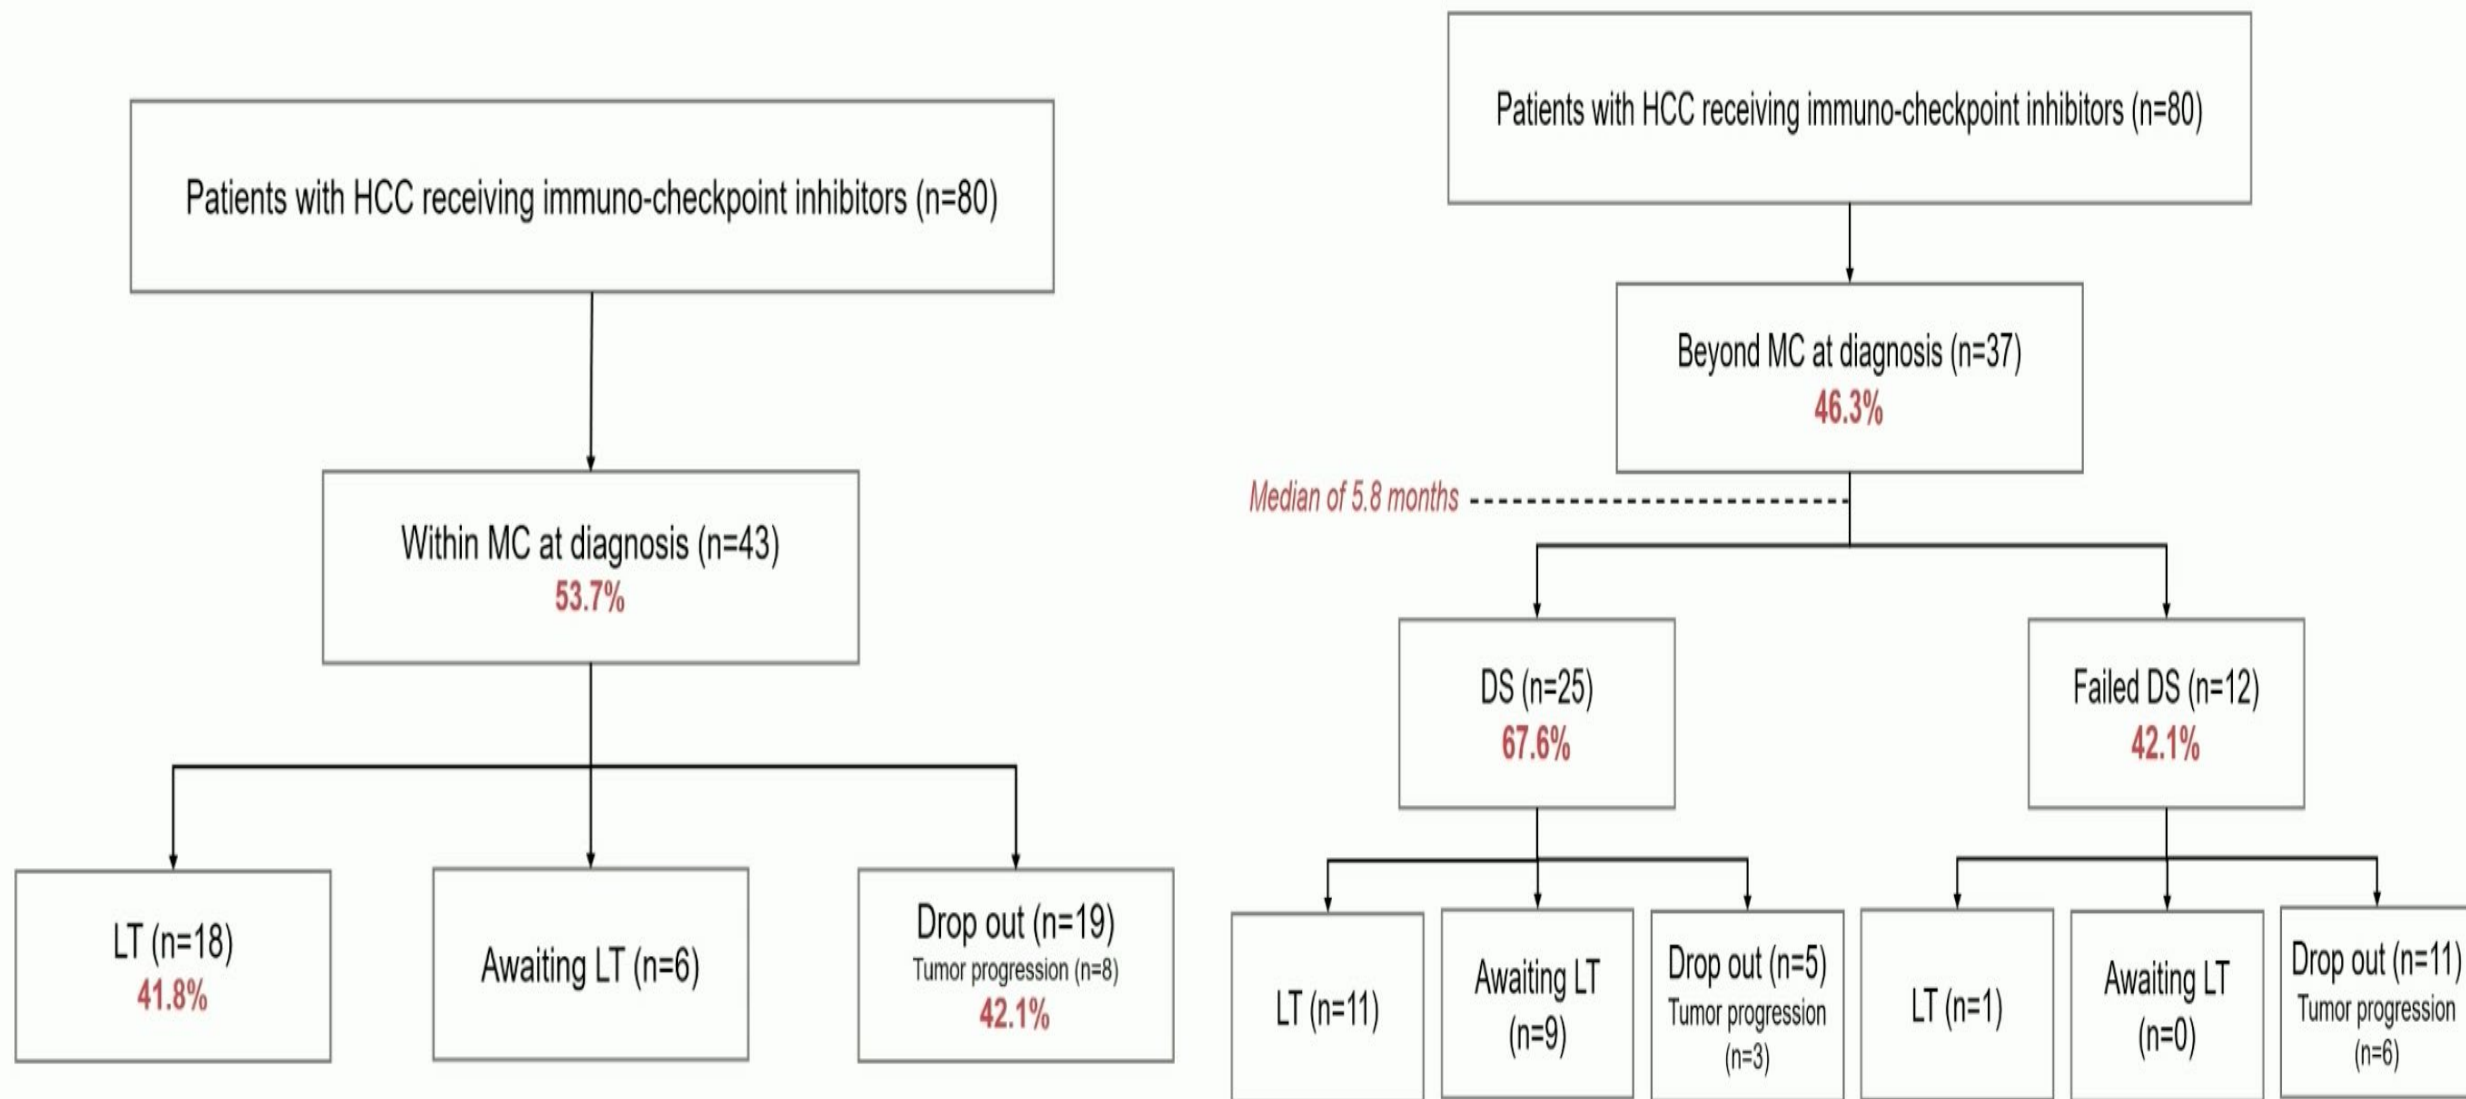 Patients with HCC receiving immuno-checkpoint inhibitors (n=80)
Within MC at diagnosis (n=43)
53.7%
LT (n=18)
41.8%
Awaiting LT (n=6)
Drop out (n=19)
Tumor progression (n=8)
42.1%
Patients with HCC receiving immuno-checkpoint inhibitors (n=80)
Beyond MC at diagnosis (n=37)
46.3%
Median of 5.8 months
DS (n=25)
67.6%
Failed DS (n=12)
42.1%
LT (n=11)
Awaiting LT
(n=9)
Drop out (n=5)
Tumor progression
(n=3)
LT (n=1)
Awaiting LT
(n=0)
Drop out (n=11)
Tumor progression
(n=6)